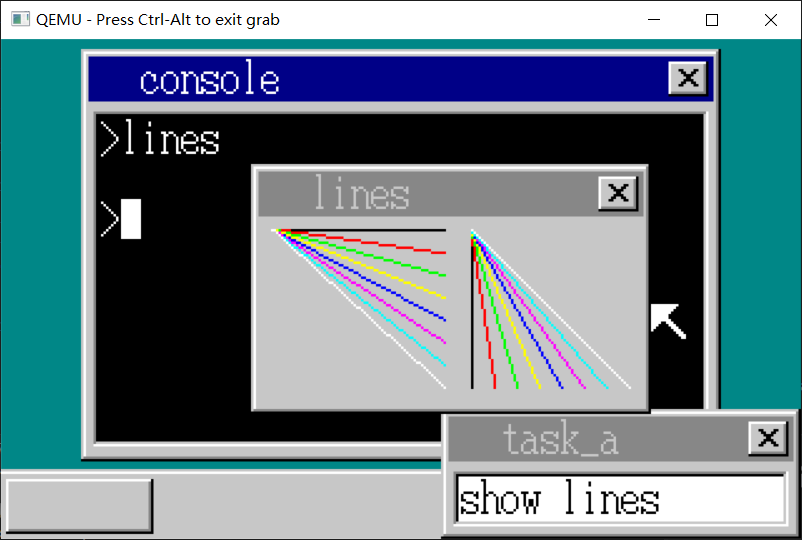 QEMU - Press Ctrl-Alt to exit grab
console
>lines
lines
>
task_a
show lines